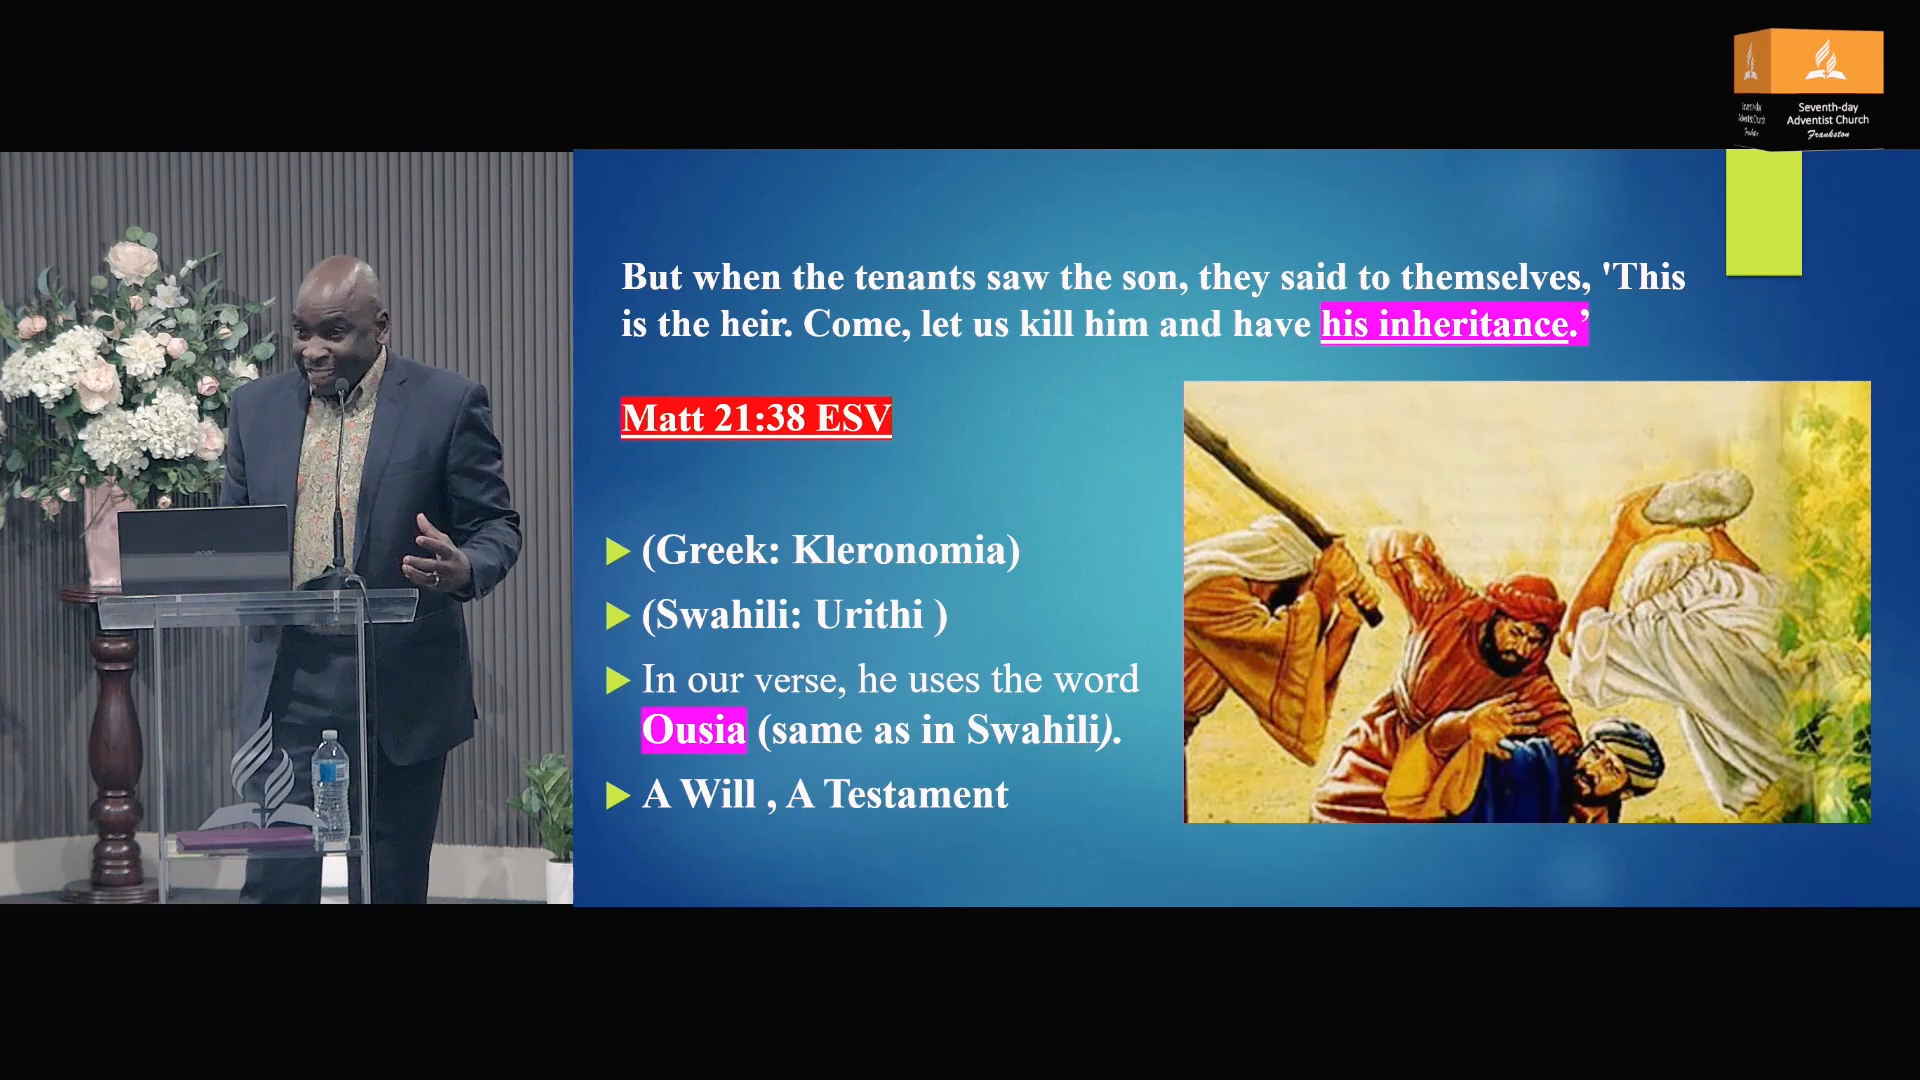 Seventh-day
Adventist Church
Frankston
But when the tenants saw the son, they said to themselves, 'This
is the heir. Come, let us kill him and have his inheritance.’
Matt 21:38 ESV
(Greek: Kleronomia)
(Swahili: Urithi )
In our verse, he uses the word
Ousia (same as in Swahili).
A Will , A Testament